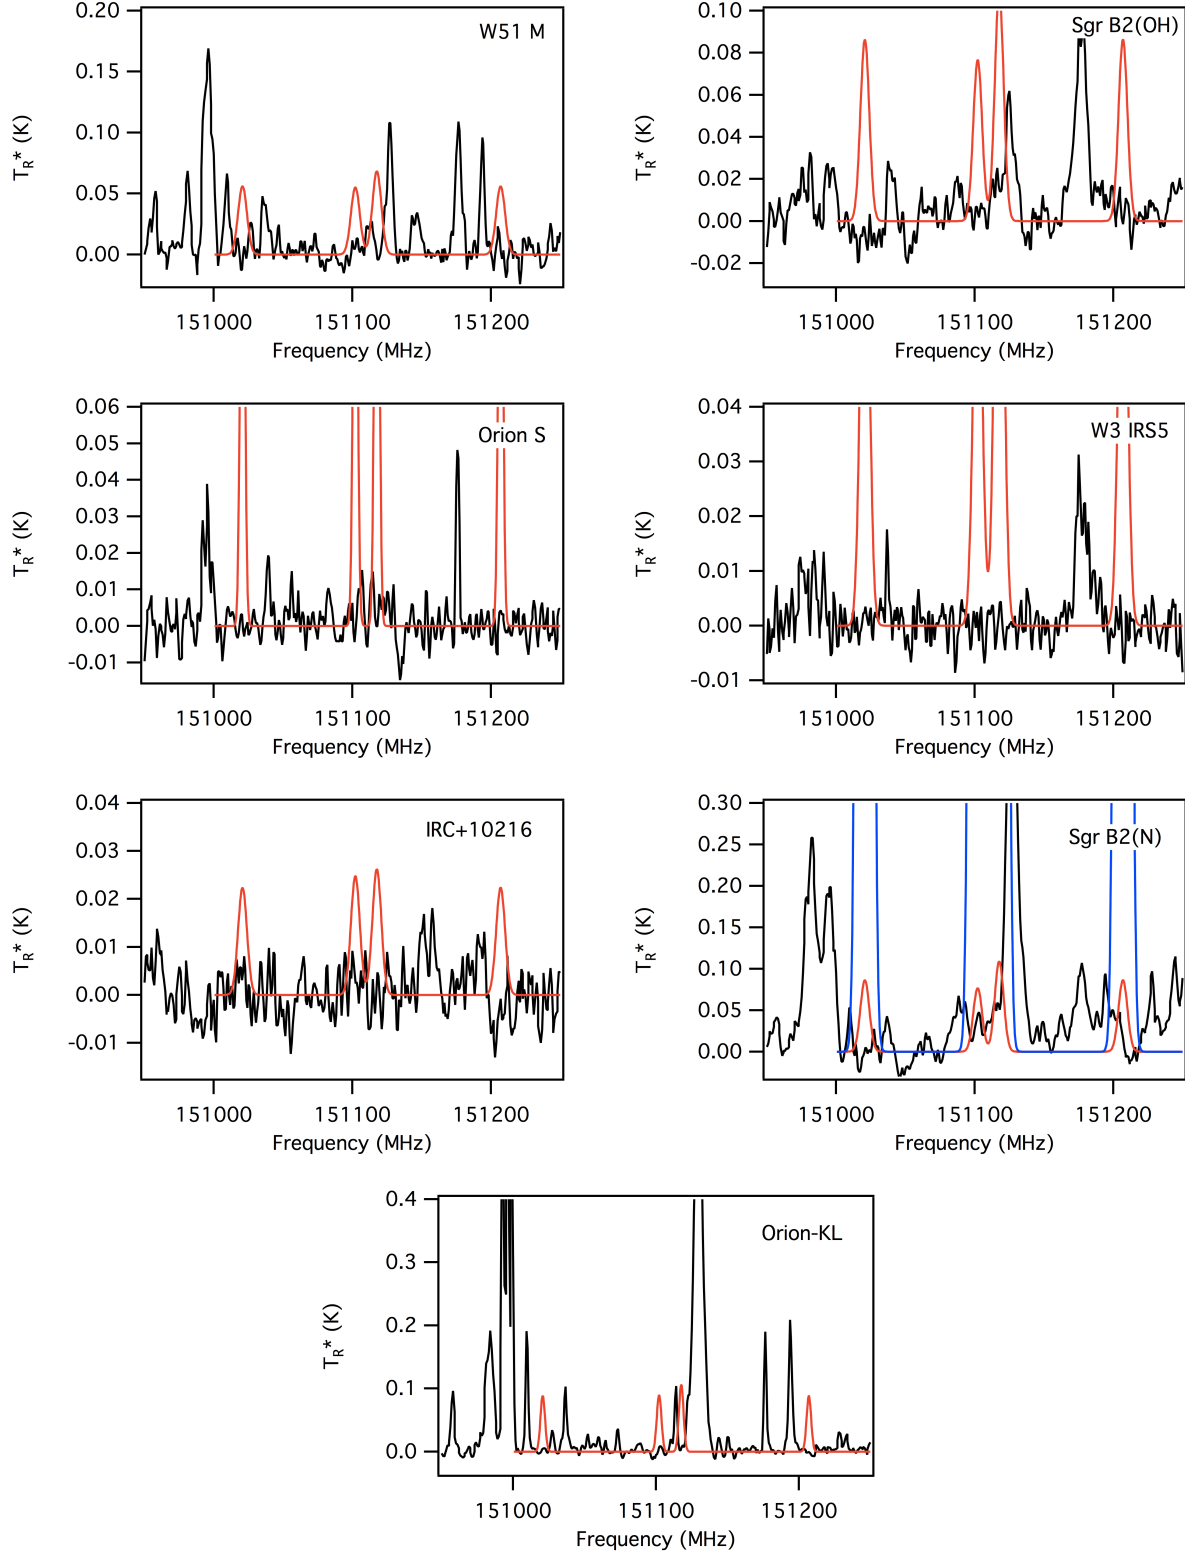 W51 M
0.20
0.15
0.10
0.05
0.00
T_R* (K)
151000 151100 151200
Frequency (MHz)
Sgr B2(OH)
0.10
0.08
0.06
0.04
0.02
0.00
-0.02
T_R* (K)
151000 151100 151200
Frequency (MHz)
Orion S
0.06
0.05
0.04
0.03
0.02
0.01
0.00
-0.01
T_R* (K)
151000 151100 151200
Frequency (MHz)
W3 IRS5
0.04
0.03
0.02
0.01
0.00
-0.01
T_R* (K)
151000 151100 151200
Frequency (MHz)
IRC+10216
0.04
0.03
0.02
0.01
0.00
-0.01
T_R* (K)
151000 151100 151200
Frequency (MHz)
Sgr B2(N)
0.30
0.25
0.20
0.15
0.10
0.05
0.00
T_R* (K)
151000 151100 151200
Frequency (MHz)
Orion-KL
0.4
0.3
0.2
0.1
0.0
T_R* (K)
151000 151100 151200
Frequency (MHz)